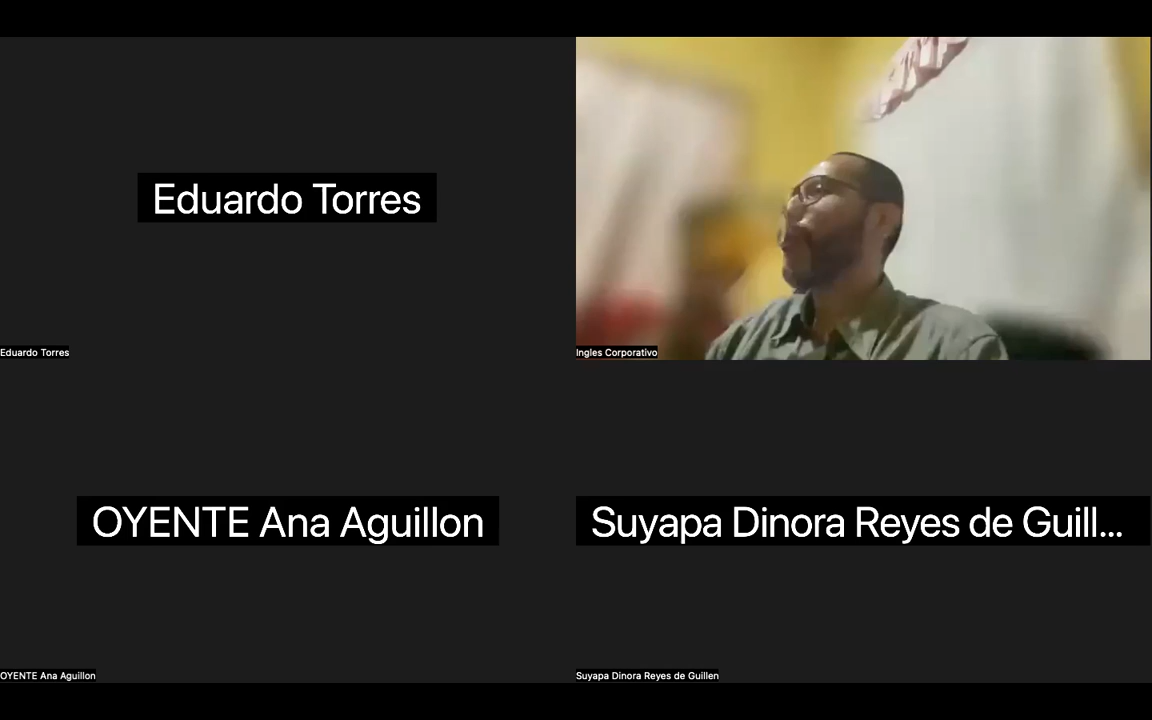 Eduardo Torres
Eduardo Torres
Ingles Corporativo
OYENTE Ana Aguillon
Suyapa Dinora Reyes de Guill...
OYENTE Ana Aguillon
Suyapa Dinora Reyes de Guillen